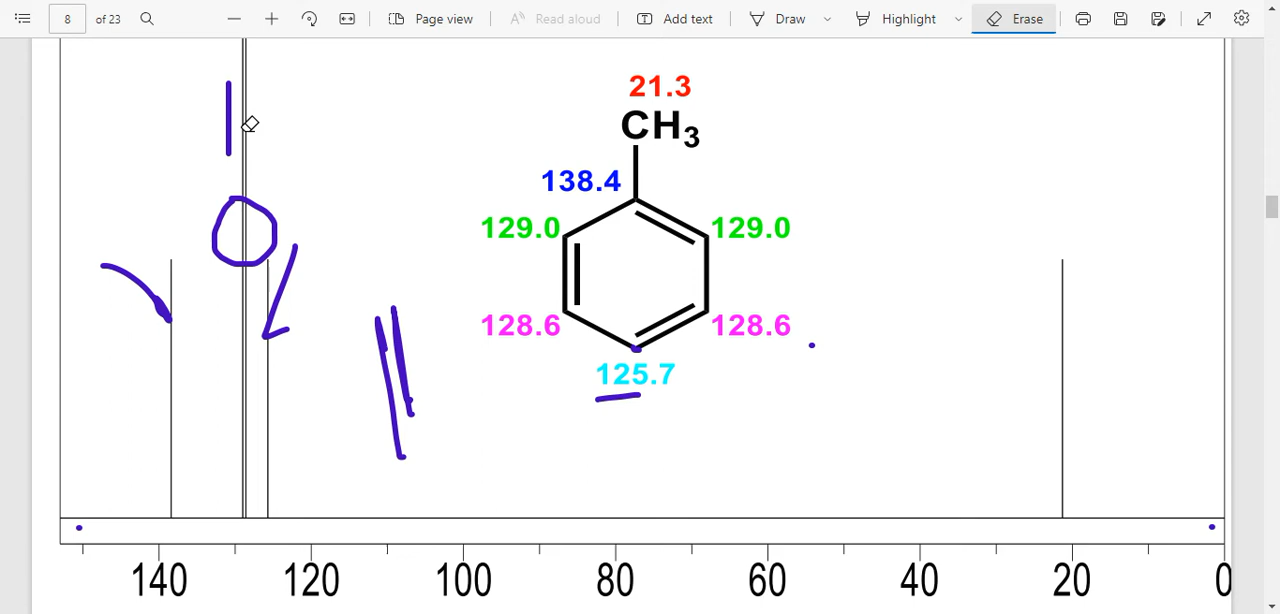 8 of 23 Page view Read aloud Add text Draw Highlight Erase
21.3
CH3
138.4
129.0 129.0
128.6 128.6
125.7
140 120 100 80 60 40 20 0